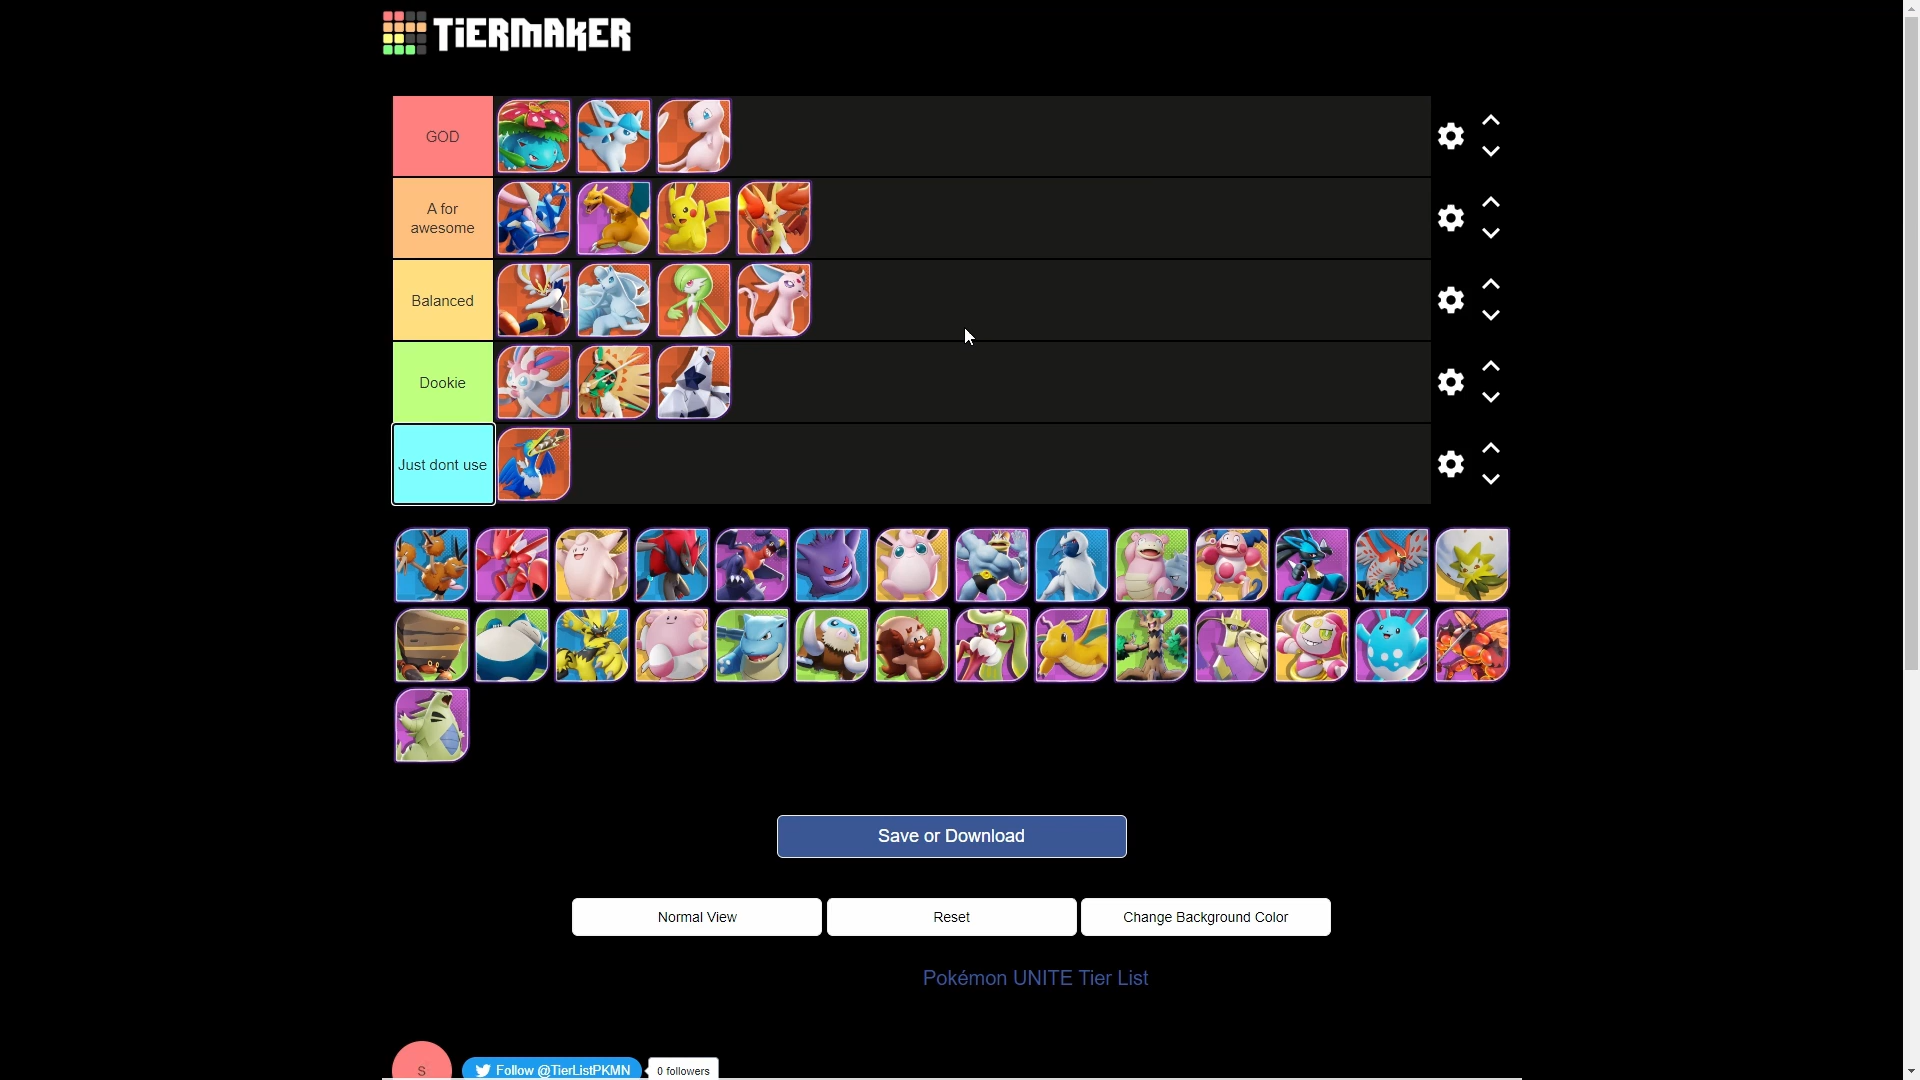 TiERMAKER
GOD
A for
awesome
Balanced
Dookie
Just dont use
Save or Download
Normal View
Reset
Change Background Color
Pokémon UNITE Tier List
S
Follow @TierListPKMN
0 followers